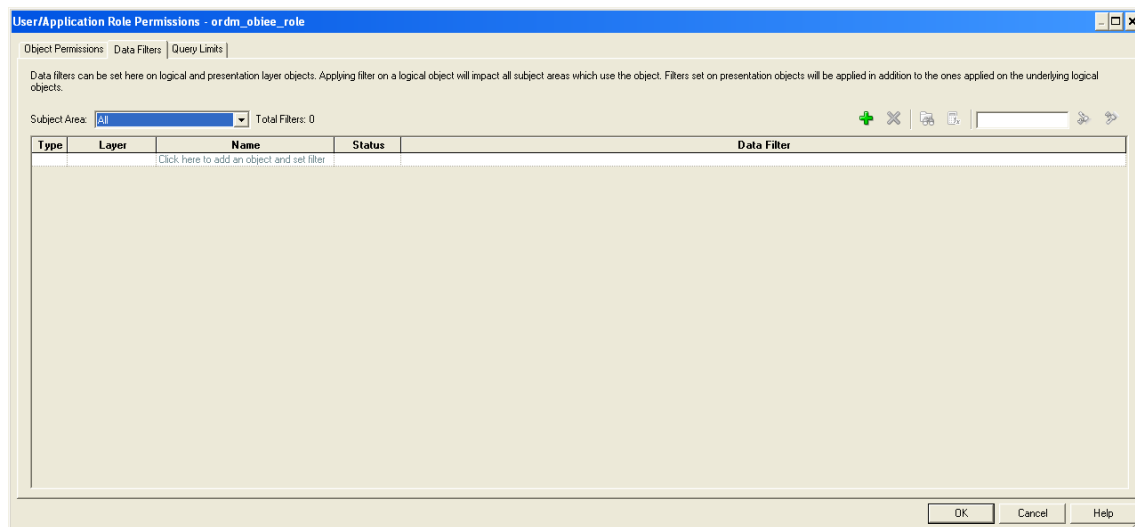 User/Application Role Permissions - ordm_obiee_role
Object Permissions Data Filters Query Limits
Data filters can be set here on logical and presentation layer objects. Applying filter on a logical object will impact all subject areas which use the object. Filters set on presentation objects will be applied in addition to the ones applied on the underlying logical
objects.
Subject Area: All Total Filters: 0
Type Layer Name Status Data Filter
Click here to add an object and set filter
OK Cancel Help